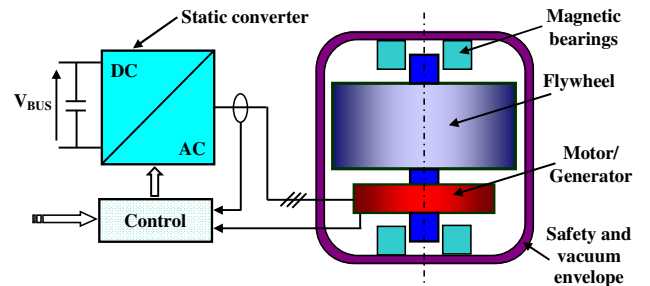 Static converter
Magnetic
bearings
DC
V_BUS
AC
Flywheel
Motor/
Generator
Control
Safety and
vacuum
envelope